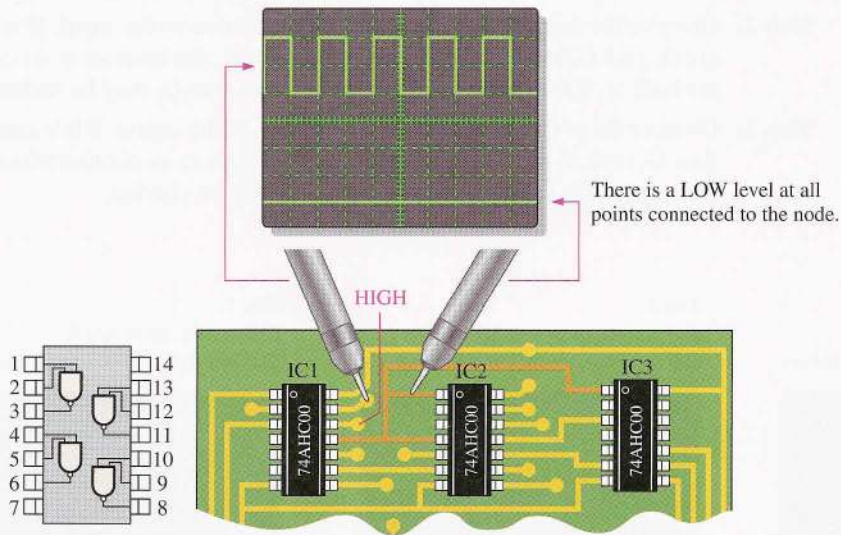 There is a LOW level at all
points connected to the node.
HIGH
IC1
IC2
IC3
1
2
3
4
5
6
7
14
13
12
11
10
9
8
74AHC00
74AHC00
74AHC00